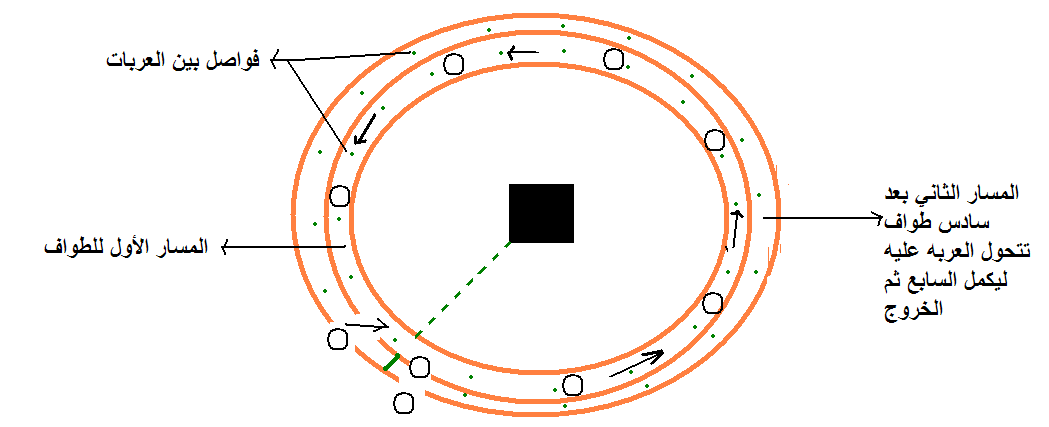 فواصل بين العربات
المسار الثاني بعد
سادس طواف
تتحول العربه عليه
ليكمل السابع ثم
الخروج
المسار الأول للطواف